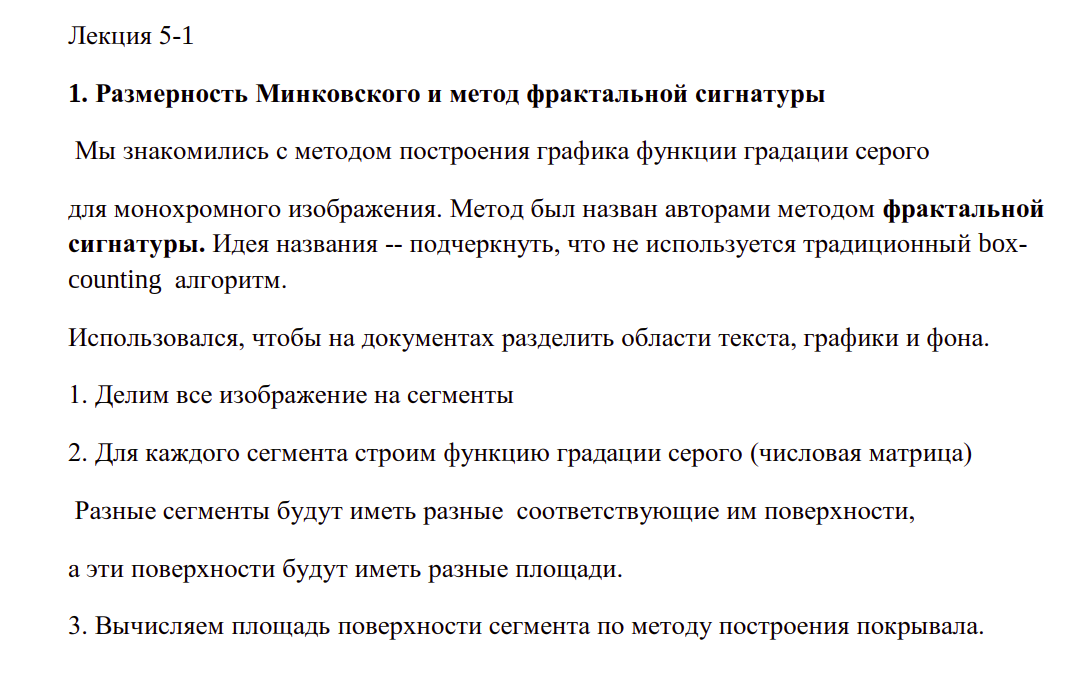 Лекция 5-1
1. Размерность Минковского и метод фрактальной сигнатуры
Мы знакомились с методом построения графика функции градации серого
для монохромного изображения. Метод был назван авторами методом фрактальной
сигнатуры. Идея названия -- подчеркнуть, что не используется традиционный box-
counting алгоритм.
Использовался, чтобы на документах разделить области текста, графики и фона.
1. Делим все изображение на сегменты
2. Для каждого сегмента строим функцию градации серого (числовая матрица)
Разные сегменты будут иметь разные соответствующие им поверхности,
а эти поверхности будут иметь разные площади.
3. Вычисляем площадь поверхности сегмента по методу построения покрывала.